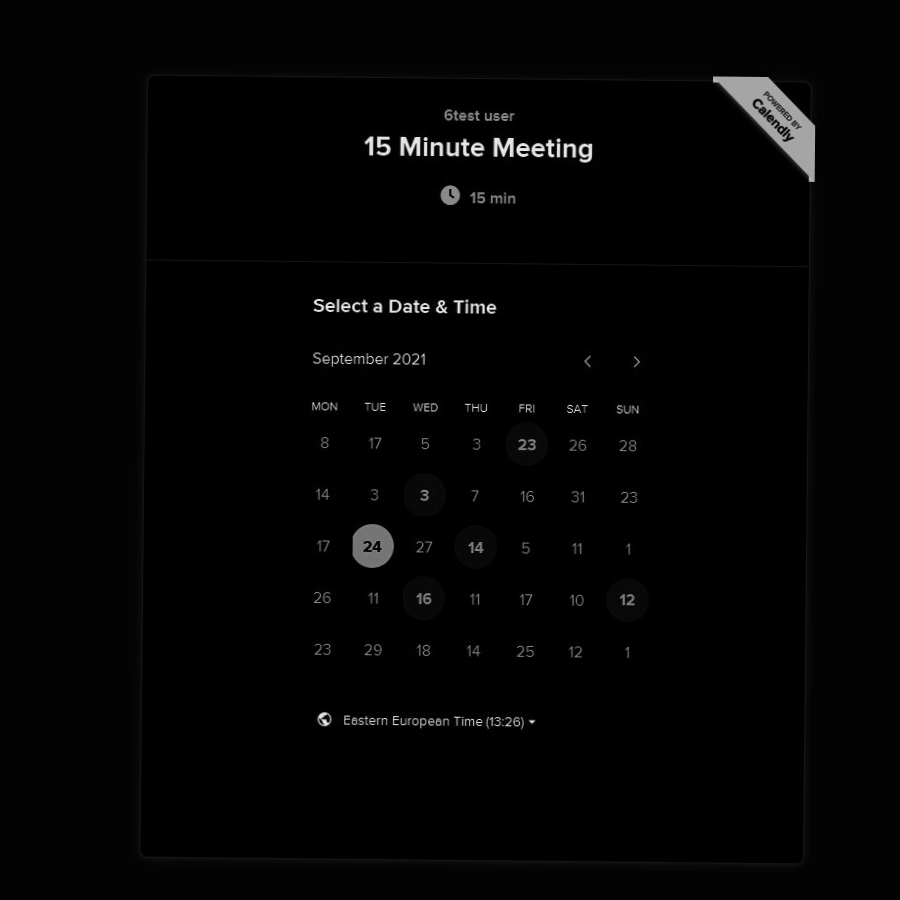 POWERED BY
Calendly
6test user
15 Minute Meeting
15 min
Select a Date & Time
September 2021
MON TUE WED THU FRI SAT SUN
8 17 5 3 23 26 28
14 3 3 7 16 31 23
17 24 27 14 5 11 1
26 11 16 11 17 10 12
23 29 18 14 25 12 1
Eastern European Time (13:26)